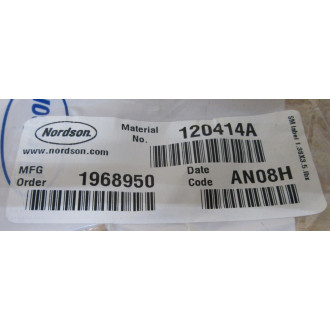 Nordson
www.nordson.com
Material
No.
120414A
MFG
Order
1968950
Date
Code
AN08H